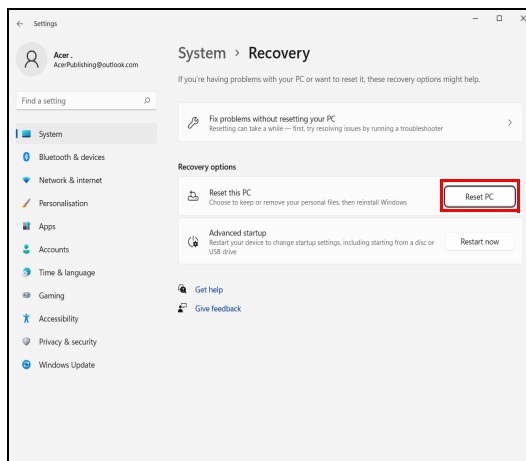 Settings
Acer .
AcerPublishing@outlook.com
Find a setting
System
Bluetooth & devices
Network & internet
Personalisation
Apps
Accounts
Time & language
Gaming
Accessibility
Privacy & security
Windows Update
System > Recovery
If you're having problems with your PC or want to reset it, these recovery options might help.
Fix problems without resetting your PC
Resetting can take a while — first, try resolving issues by running a troubleshooter
Recovery options
Reset this PC
Choose to keep or remove your personal files, then reinstall Windows
Reset PC
Advanced startup
Restart your device to change startup settings, including starting from a disc or
USB drive
Restart now
Get help
Give feedback